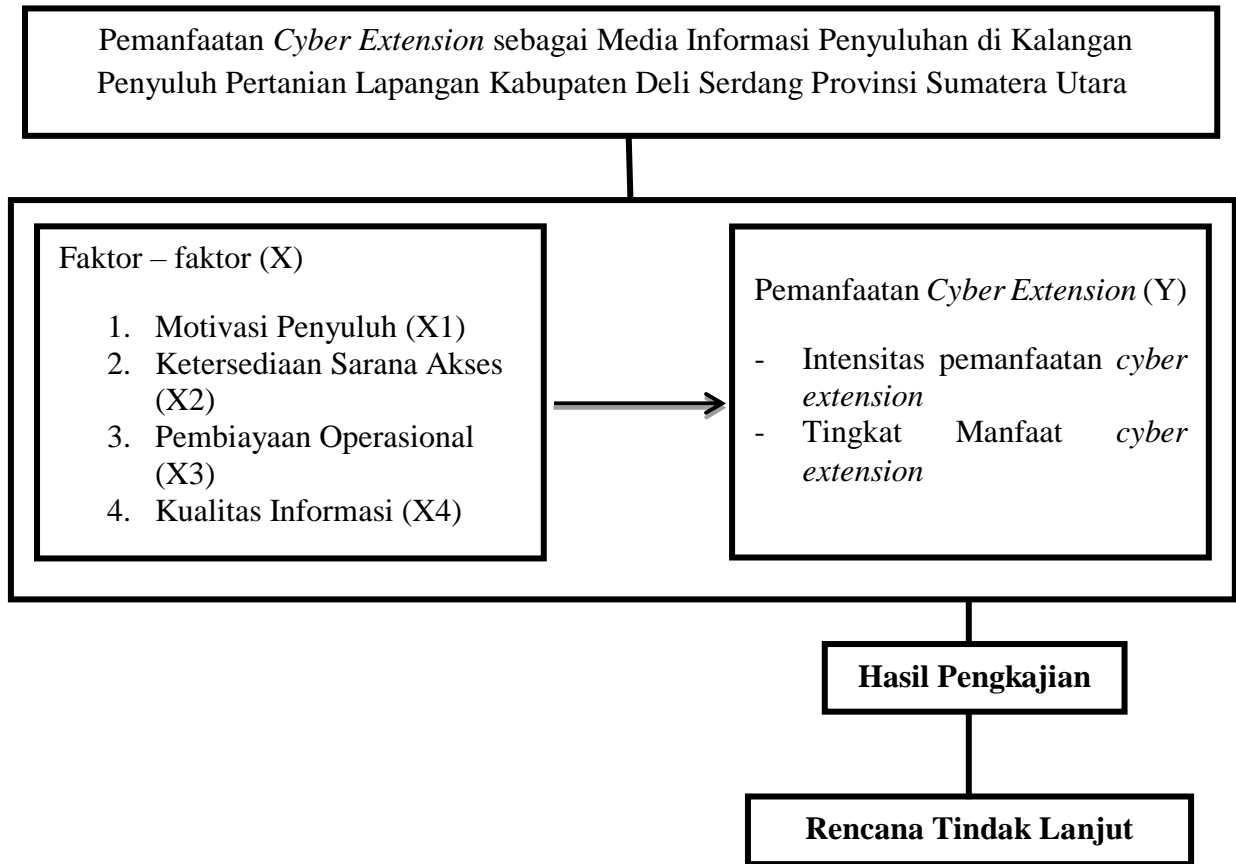 Pemanfaatan Cyber Extension sebagai Media Informasi Penyuluhan di Kalangan
Penyuluh Pertanian Lapangan Kabupaten Deli Serdang Provinsi Sumatera Utara
Faktor – faktor (X)
1. Motivasi Penyuluh (X1)
2. Ketersediaan Sarana Akses
(X2)
3. Pembiayaan Operasional
(X3)
4. Kualitas Informasi (X4)
Pemanfaatan Cyber Extension (Y)
- Intensitas pemanfaatan cyber
extension
- Tingkat Manfaat cyber
extension
Hasil Pengkajian
Rencana Tindak Lanjut